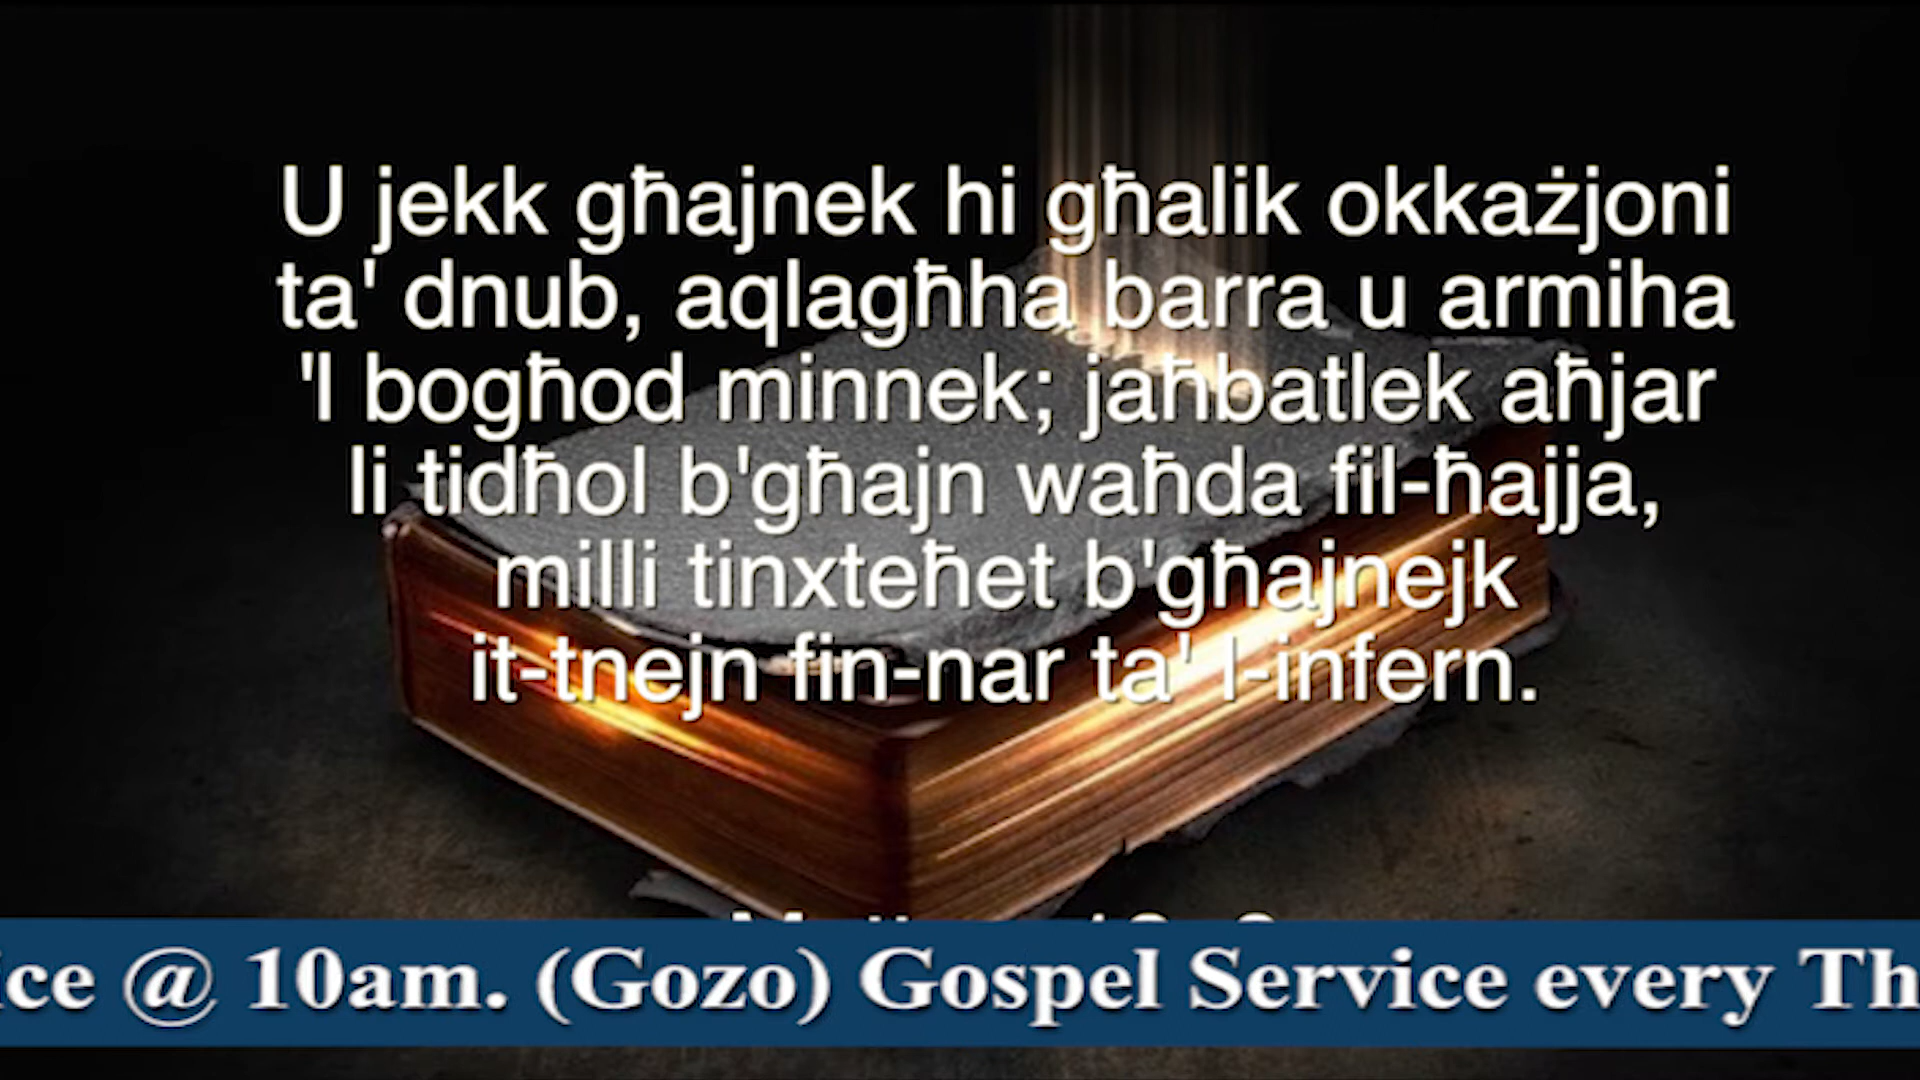 U jekk għajnek hi għalik okkażjoni
ta' dnub, aqlagħha barra u armiha
'l bogħod minnek; jaħbatlek aħjar
li tidħol b'għajn waħda fil-ħajja,
milli tinxteħet b'għajnejk
it-tnejn fin-nar ta' l-infern.
ice @ 10am. (Gozo) Gospel Service every Th